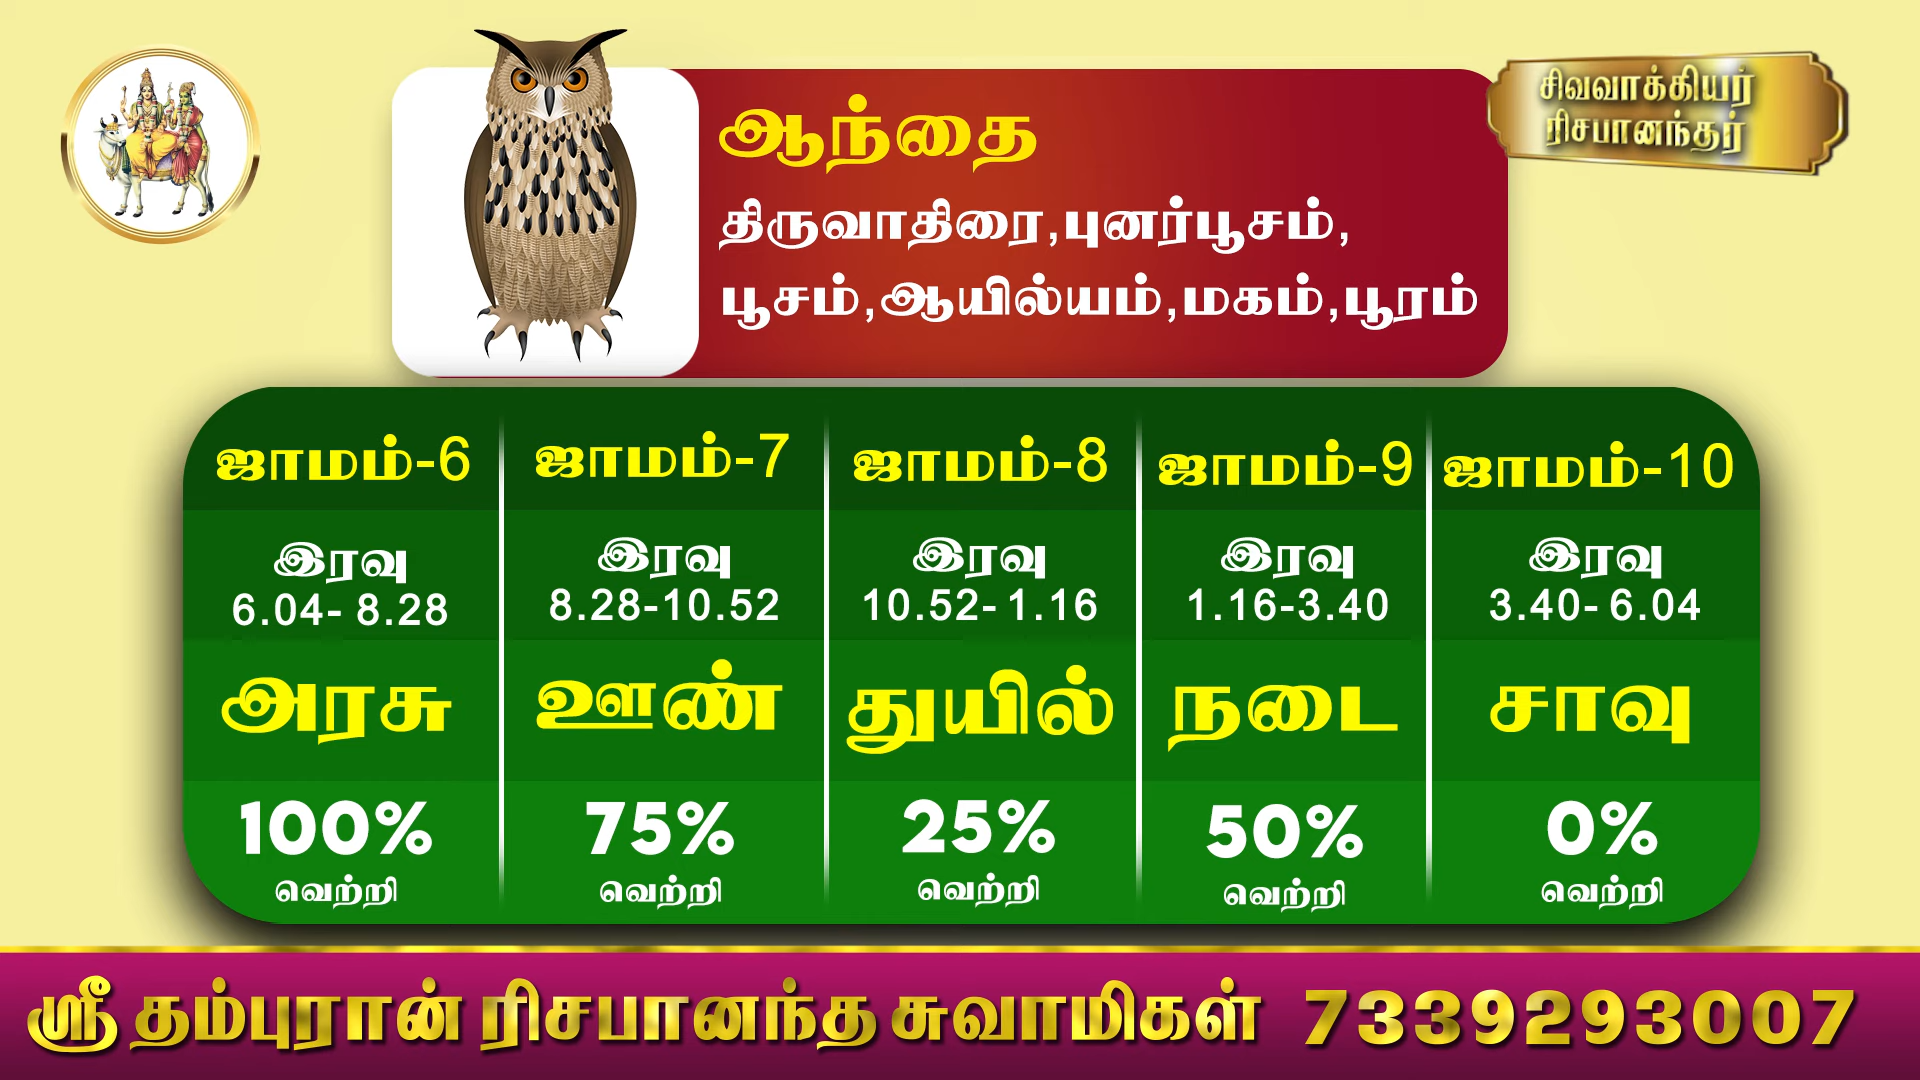 சிவவாக்கியர்
ரிசபானந்தர்
ஆந்தை
திருவாதிரை,புனர்பூசம்,
பூசம்,ஆயில்யம்,மகம்,பூரம்
ஜாமம்-6
ஜாமம்-7
ஜாமம்-8
ஜாமம்-9
ஜாமம்-10
இரவு
6.04- 8.28
இரவு
8.28-10.52
இரவு
10.52- 1.16
இரவு
1.16-3.40
இரவு
3.40- 6.04
அரசு
ஊண்
துயில்
நடை
சாவு
100%
வெற்றி
75%
வெற்றி
25%
வெற்றி
50%
வெற்றி
0%
வெற்றி
ஸ்ரீ தம்புரான் ரிசபானந்த சுவாமிகள் 7339293007